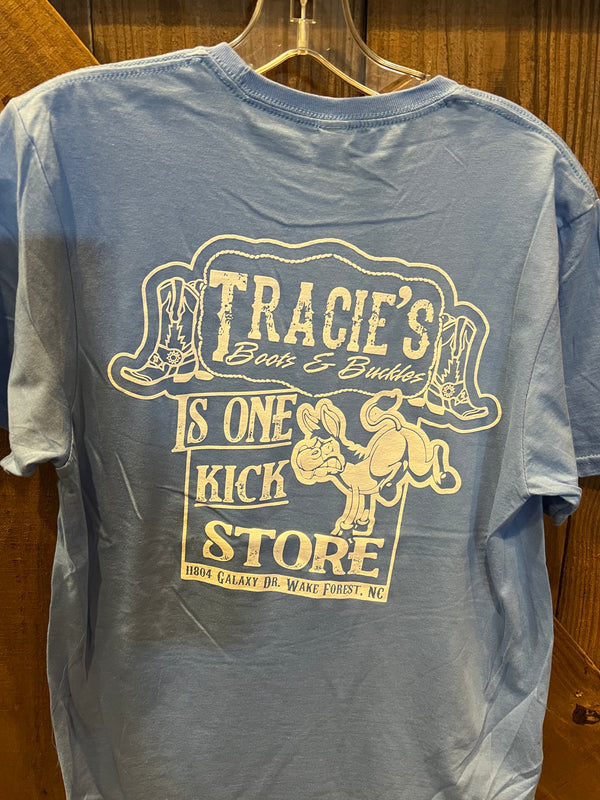 TRACIE'S
Boots & Buckles
IS ONE
KICK
STORE
11804 GALAXY DR. WAKE FOREST, NC